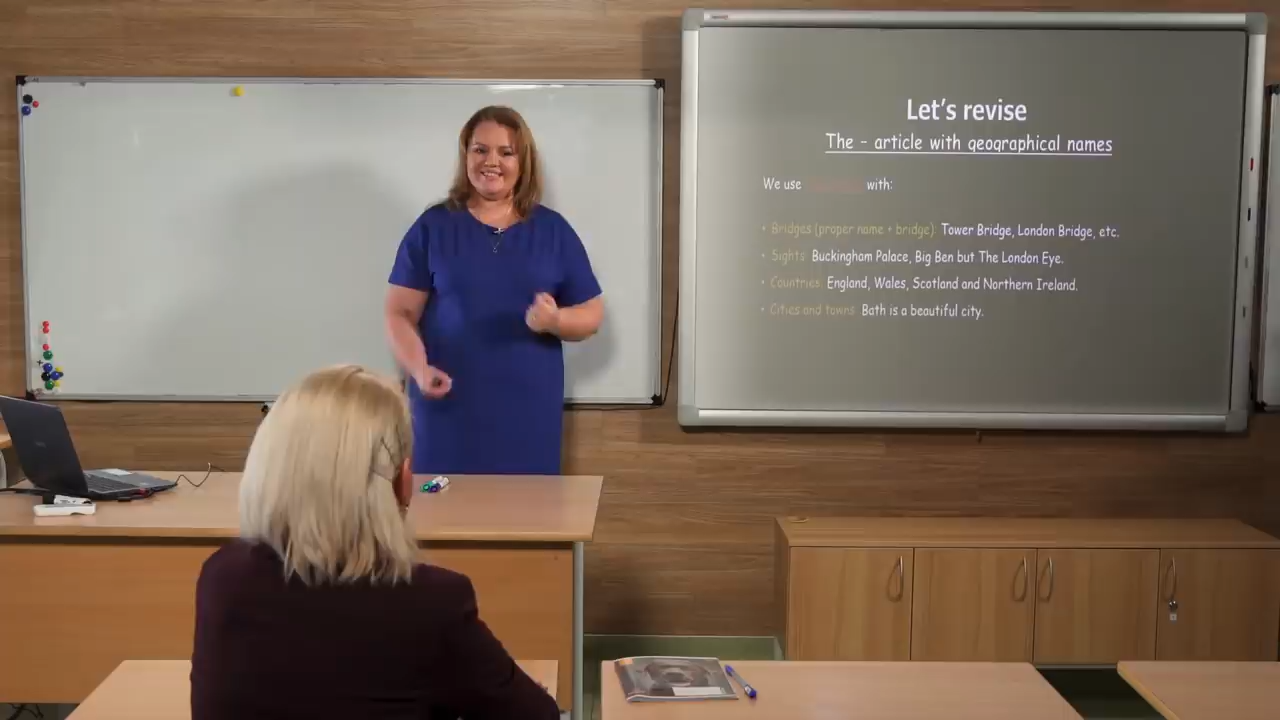 Let's revise
The - article with geographical names
We use with:
• Bridges (proper name + bridge): Tower Bridge, London Bridge, etc.
• Sights: Buckingham Palace, Big Ben but The London Eye.
• Countries: England, Wales, Scotland and Northern Ireland.
• Cities and towns: Bath is a beautiful city.